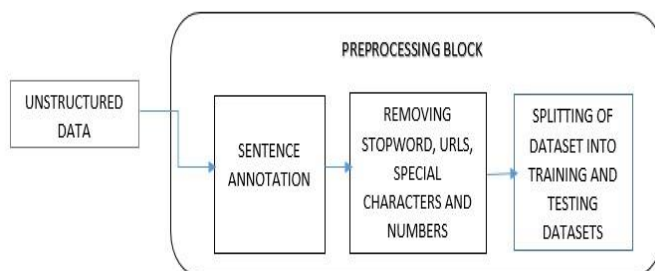 PREPROCESSING BLOCK
UNSTRUCTURED
DATA
SENTENCE
ANNOTATION
REMOVING
STOPWORD, URLS,
SPECIAL
CHARACTERS AND
NUMBERS
SPLITTING OF
DATASET INTO
TRAINING AND
TESTING
DATASETS